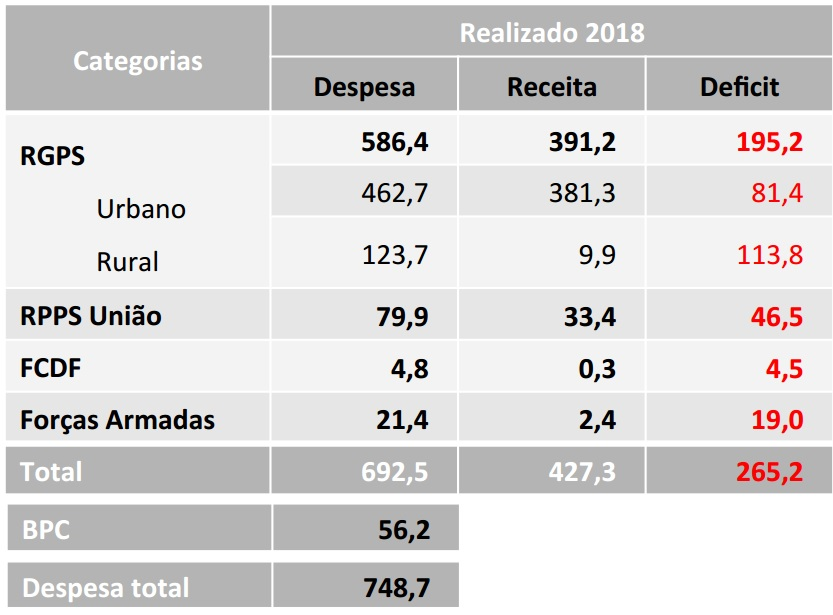 Categorias Realizado 2018
Despesa Receita Deficit
RGPS 586,4 391,2 195,2
Urbano 462,7 381,3 81,4
Rural 123,7 9,9 113,8
RPPS União 79,9 33,4 46,5
FCDF 4,8 0,3 4,5
Forças Armadas 21,4 2,4 19,0
Total 692,5 427,3 265,2
BPC 56,2
Despesa total 748,7